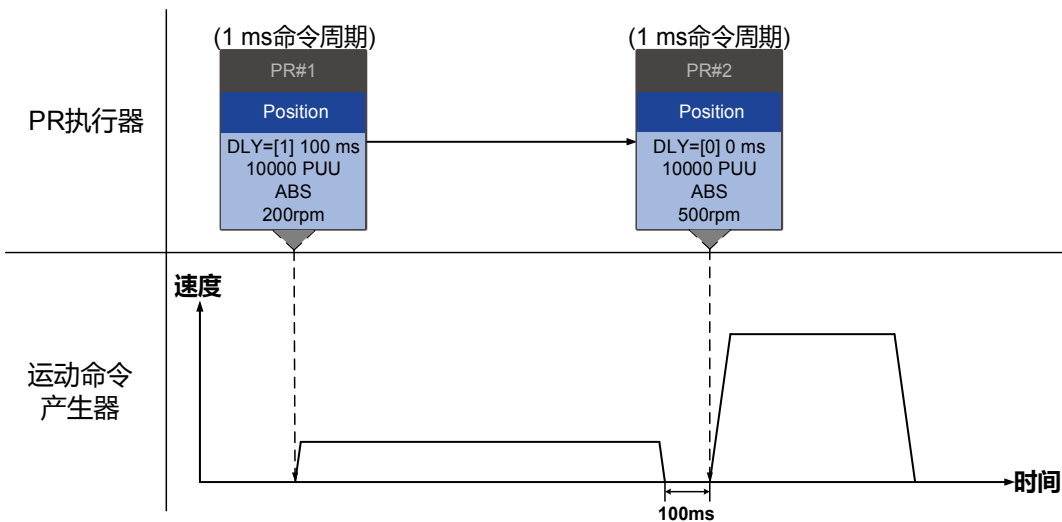 (1 ms命令周期)
(1 ms命令周期)
PR执行器
PR#1
Position
DLY=[1] 100 ms
10000 PUU
ABS
200rpm
PR#2
Position
DLY=[0] 0 ms
10000 PUU
ABS
500rpm
运动命令
产生器
速度
时间
100ms